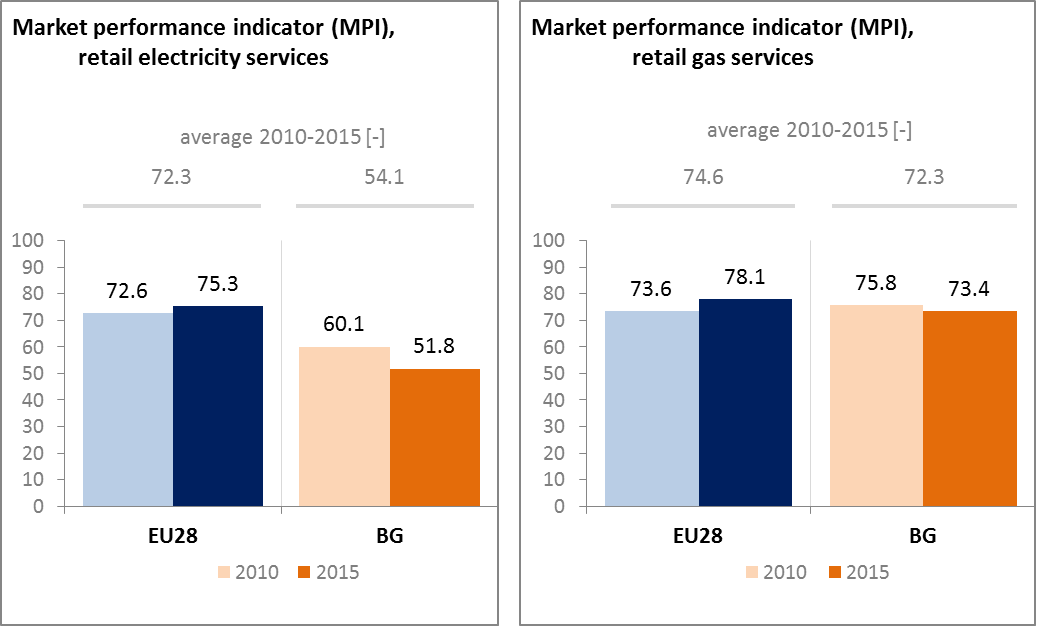 Market performance indicator (MPI),
retail electricity services
average 2010-2015 [-]
72.3 54.1
100
90
80
70
60
50
40
30
20
10
0
72.6 75.3 60.1 51.8
EU28 BG
2010 2015
Market performance indicator (MPI),
retail gas services
average 2010-2015 [-]
74.6 72.3
100
90
80
70
60
50
40
30
20
10
0
73.6 78.1 75.8 73.4
EU28 BG
2010 2015